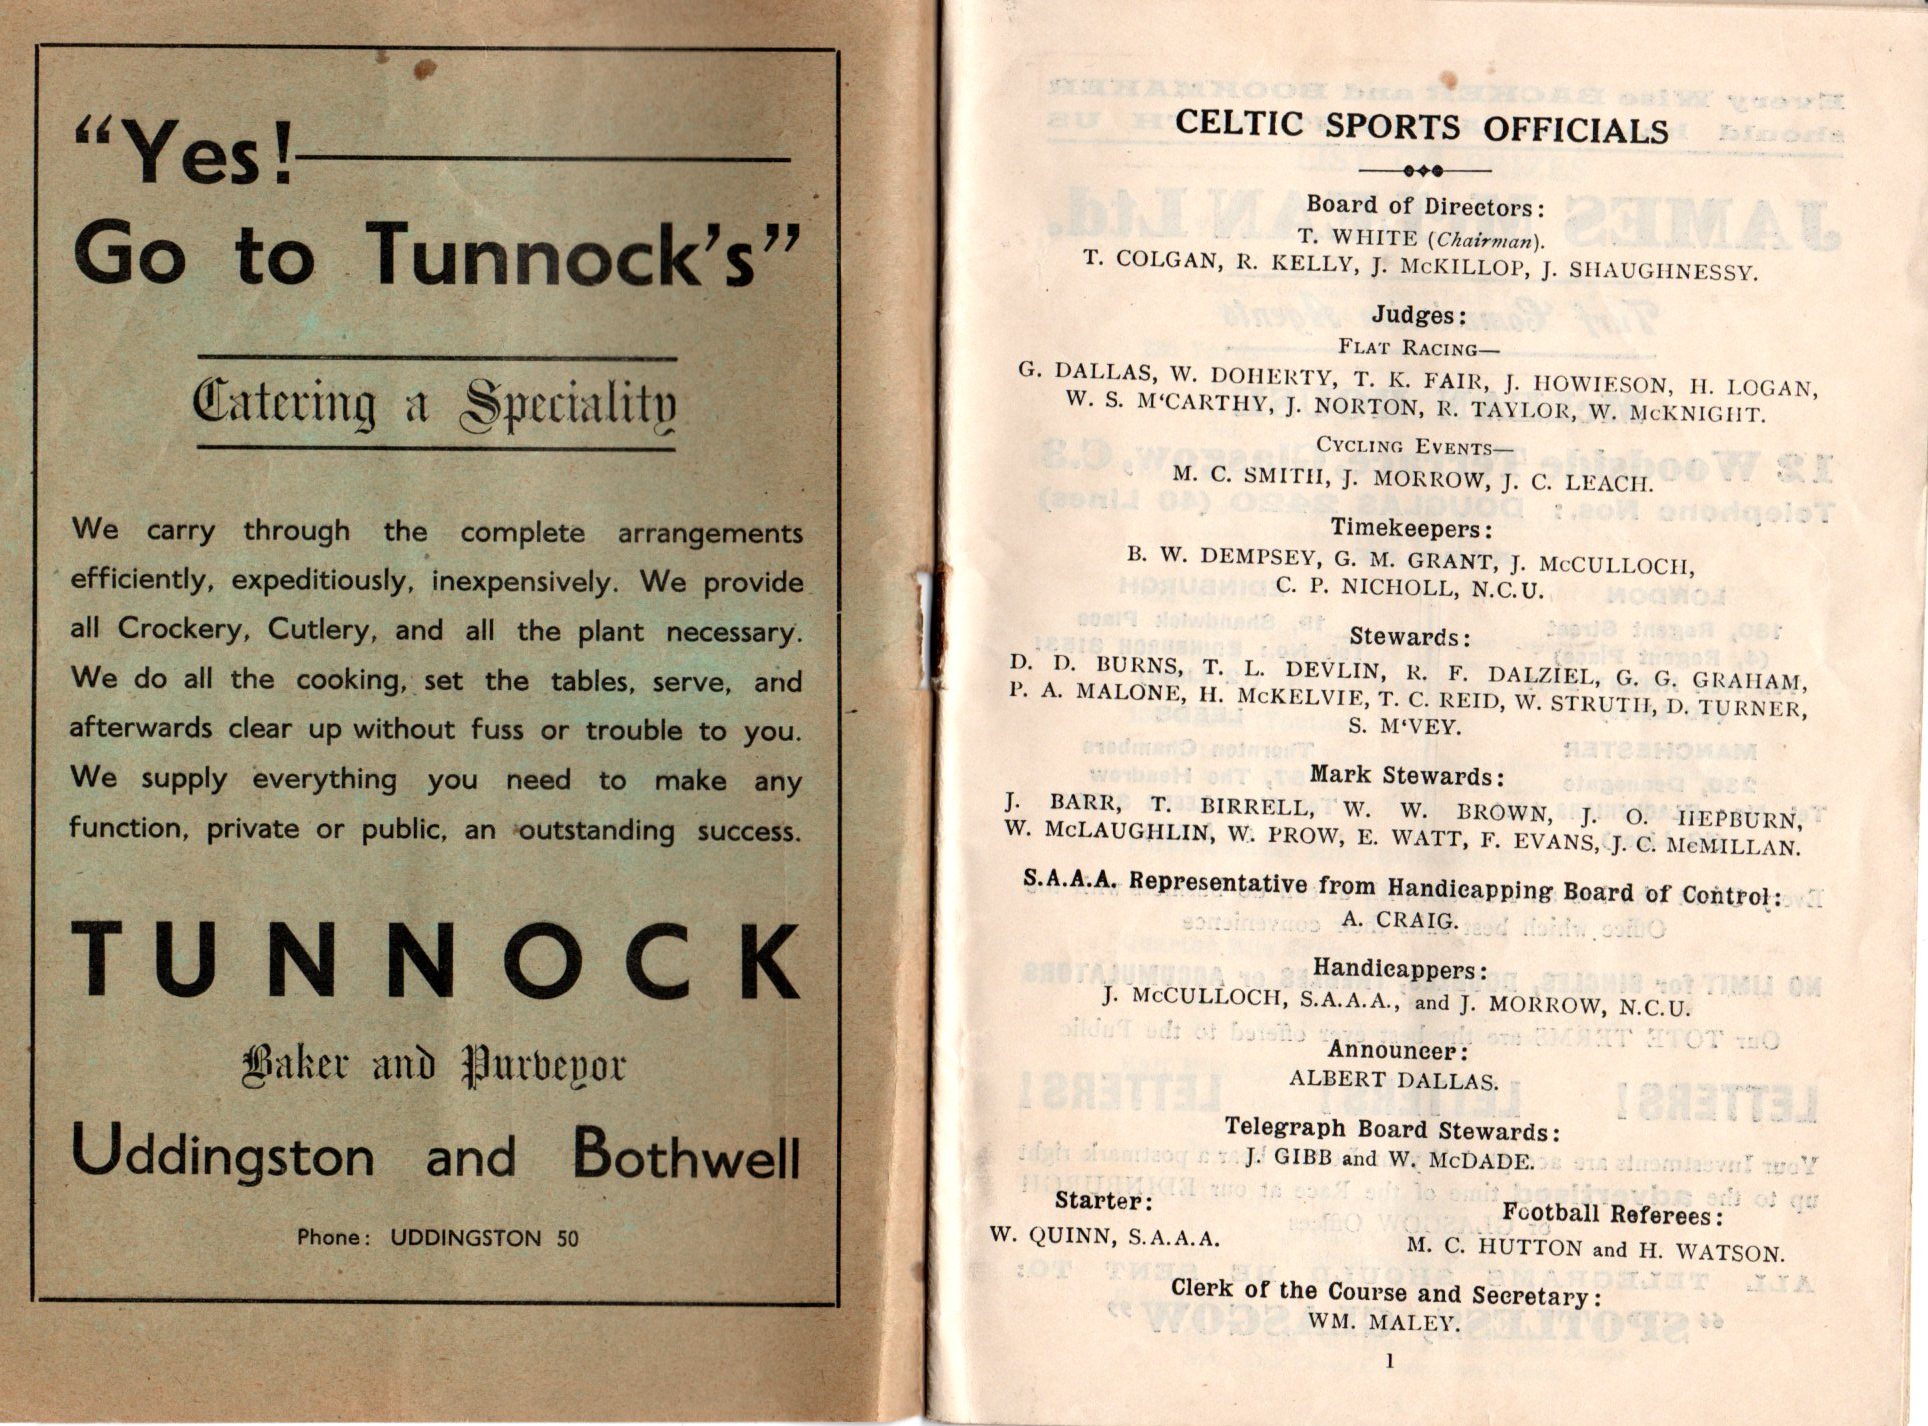 “Yes!
Go to Tunnock’s”
Catering a Speciality
We carry through the complete arrangements
efficiently, expeditiously, inexpensively. We provide
all Crockery, Cutlery, and all the plant necessary.
We do all the cooking, set the tables, serve, and
afterwards clear up without fuss or trouble to you.
We supply everything you need to make any
function, private or public, an outstanding success.
TUNNOCK
Baker and Purveyor
Uddingston and Bothwell
Phone: UDDINGSTON 50
CELTIC SPORTS OFFICIALS
Board of Directors:
T. WHITE (Chairman).
T. COLGAN, R. KELLY, J. McKILLOP, J. SHAUGHNESSY.
Judges:
FLAT RACING—
G. DALLAS, W. DOHERTY, T. K. FAIR, J. HOWIESON, H. LOGAN,
W. S. M‘CARTHY, J. NORTON, R. TAYLOR, W. McKNIGHT.
CYCLING EVENTS—
M. C. SMITH, J. MORROW, J. C. LEACH.
Timekeepers:
B. W. DEMPSEY, G. M. GRANT, J. McCULLOCH,
C. P. NICHOLL, N.C.U.
Stewards:
D. D. BURNS, T. L. DEVLIN, R. F. DALZIEL, G. G. GRAHAM,
P. A. MALONE, H. McKELVIE, T. C. REID, W. STRUTH, D. TURNER,
S. M‘VEY.
Mark Stewards:
J. BARR, T. BIRRELL, W. W. BROWN, J. O. HEPBURN,
W. McLAUGHLIN, W. PROW, E. WATT, F. EVANS, J. C. McMILLAN.
S.A.A.A. Representative from Handicapping Board of Control:
A. CRAIG.
Handicappers:
J. McCULLOCH, S.A.A.A., and J. MORROW, N.C.U.
Announcer:
ALBERT DALLAS.
Telegraph Board Stewards:
J. GIBB and W. McDADE.
Starter:
W. QUINN, S.A.A.A.
Football Referees:
M. C. HUTTON and H. WATSON.
Clerk of the Course and Secretary:
WM. MALEY.
1